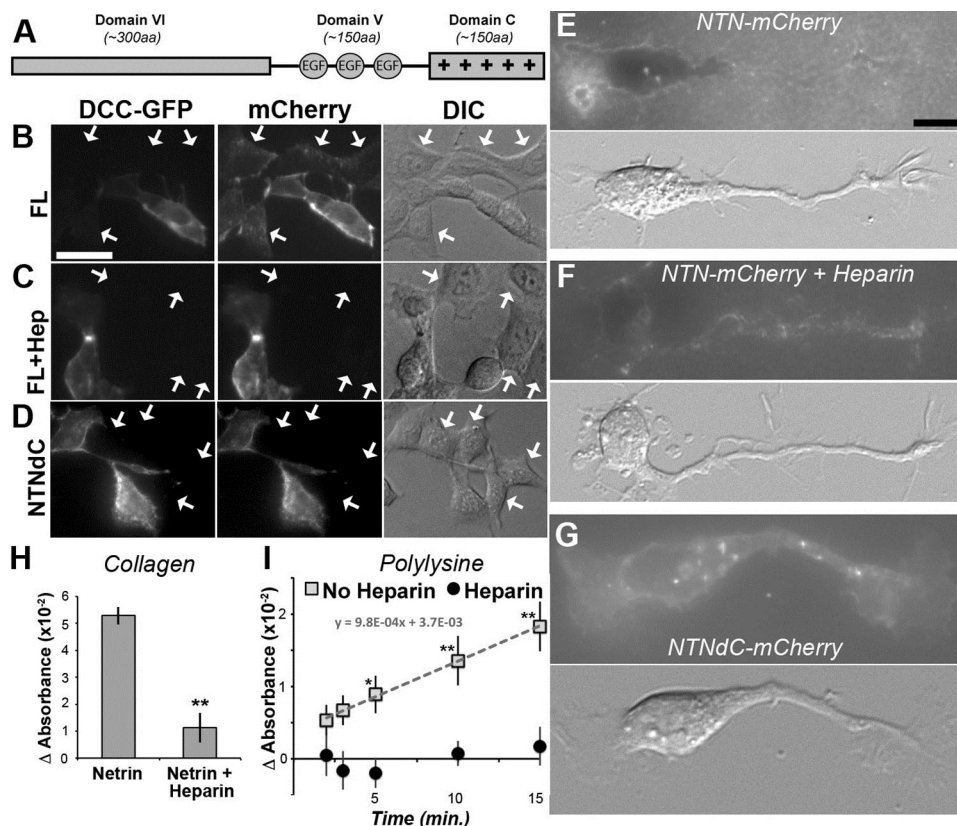 A
Domain VI
(~300aa)
Domain V
(~150aa)
Domain C
(~150aa)
EGF EGF EGF
+ + + + +
DCC-GFP mCherry DIC
B
FL
C
FL+Hep
D
NTNdC
E
NTN-mCherry
F
NTN-mCherry + Heparin
G
NTNdC-mCherry
H
Collagen
Δ Absorbance (x10-2)
6
5
4
3
2
1
0
**
Netrin
Netrin +
Heparin
I
Polylysine
No Heparin Heparin
y = 9.8E-04x + 3.7E-03
Δ Absorbance (x10-2)
2
1
0
* ** **
5 10 15
Time (min.)